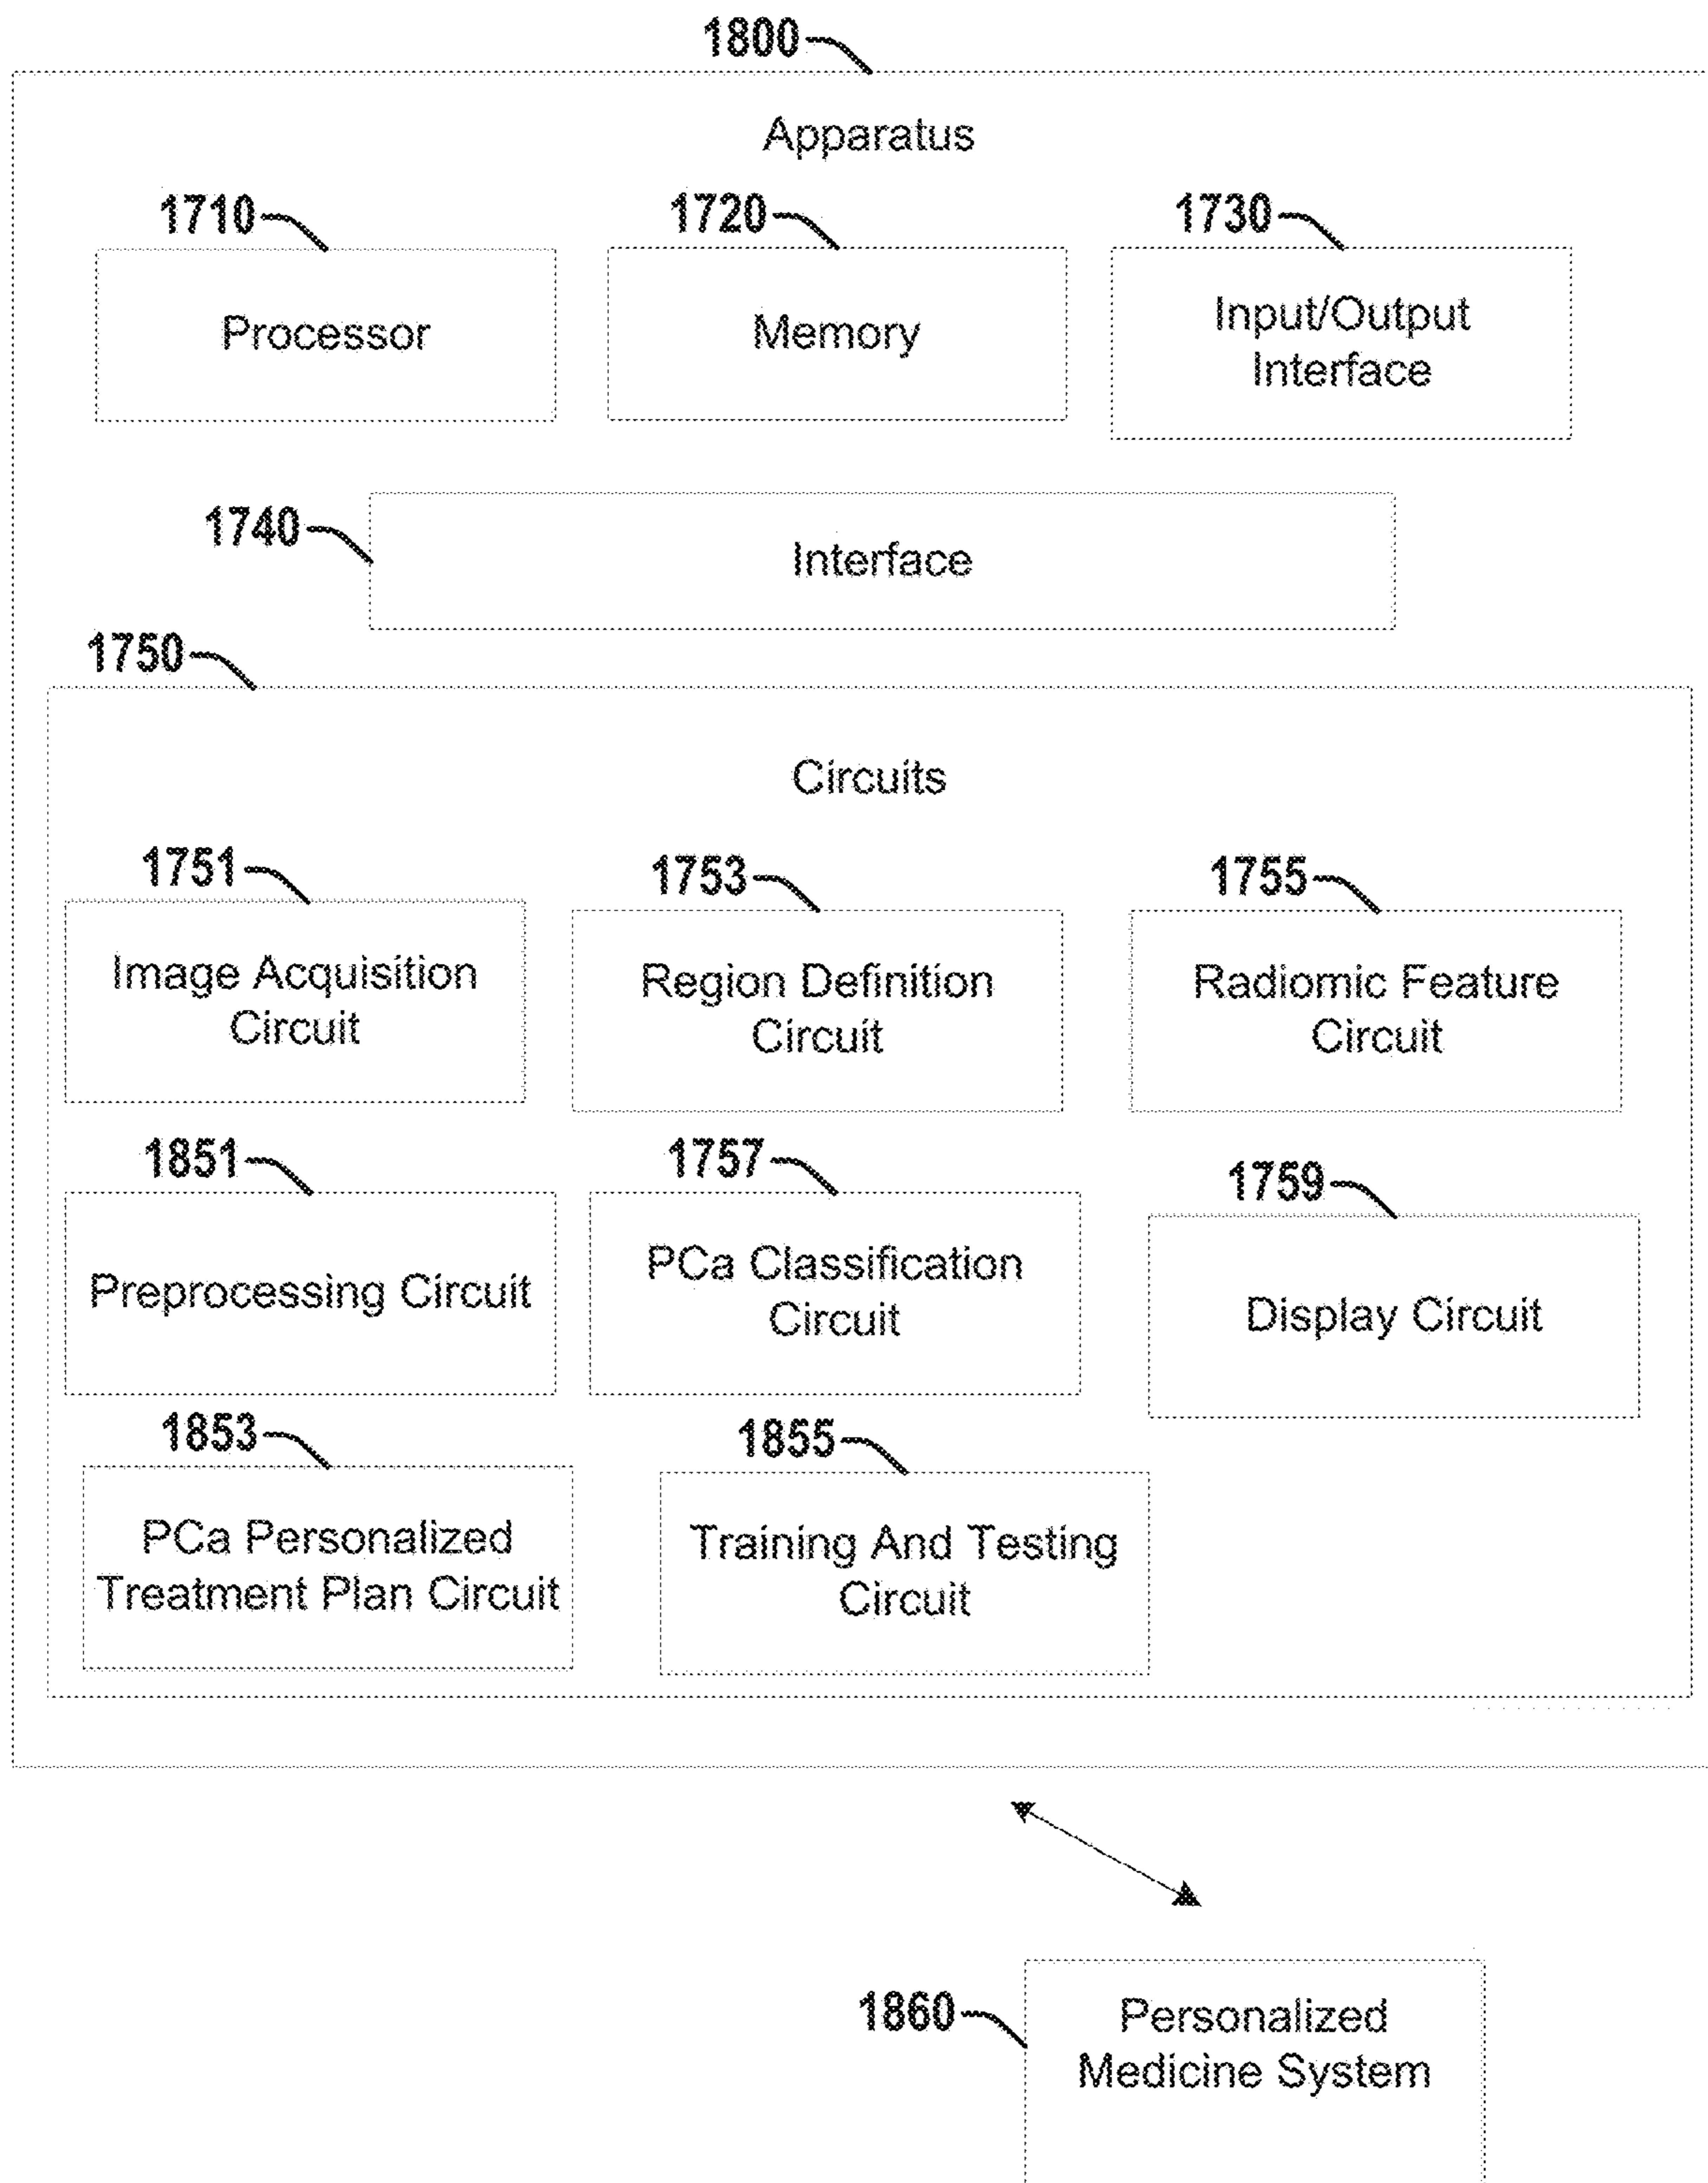 1800
Apparatus
1710
1720
1730
Processor
Memory
Input/Output
Interface
1740
Interface
1750
Circuits
1751
1753
1755
Image Acquisition
Circuit
Region Definition
Circuit
Radiomic Feature
Circuit
1851
1757
1759
Preprocessing Circuit
PCa Classification
Circuit
Display Circuit
1853
1855
PCa Personalized
Treatment Plan Circuit
Training And Testing
Circuit
1860
Personalized
Medicine System